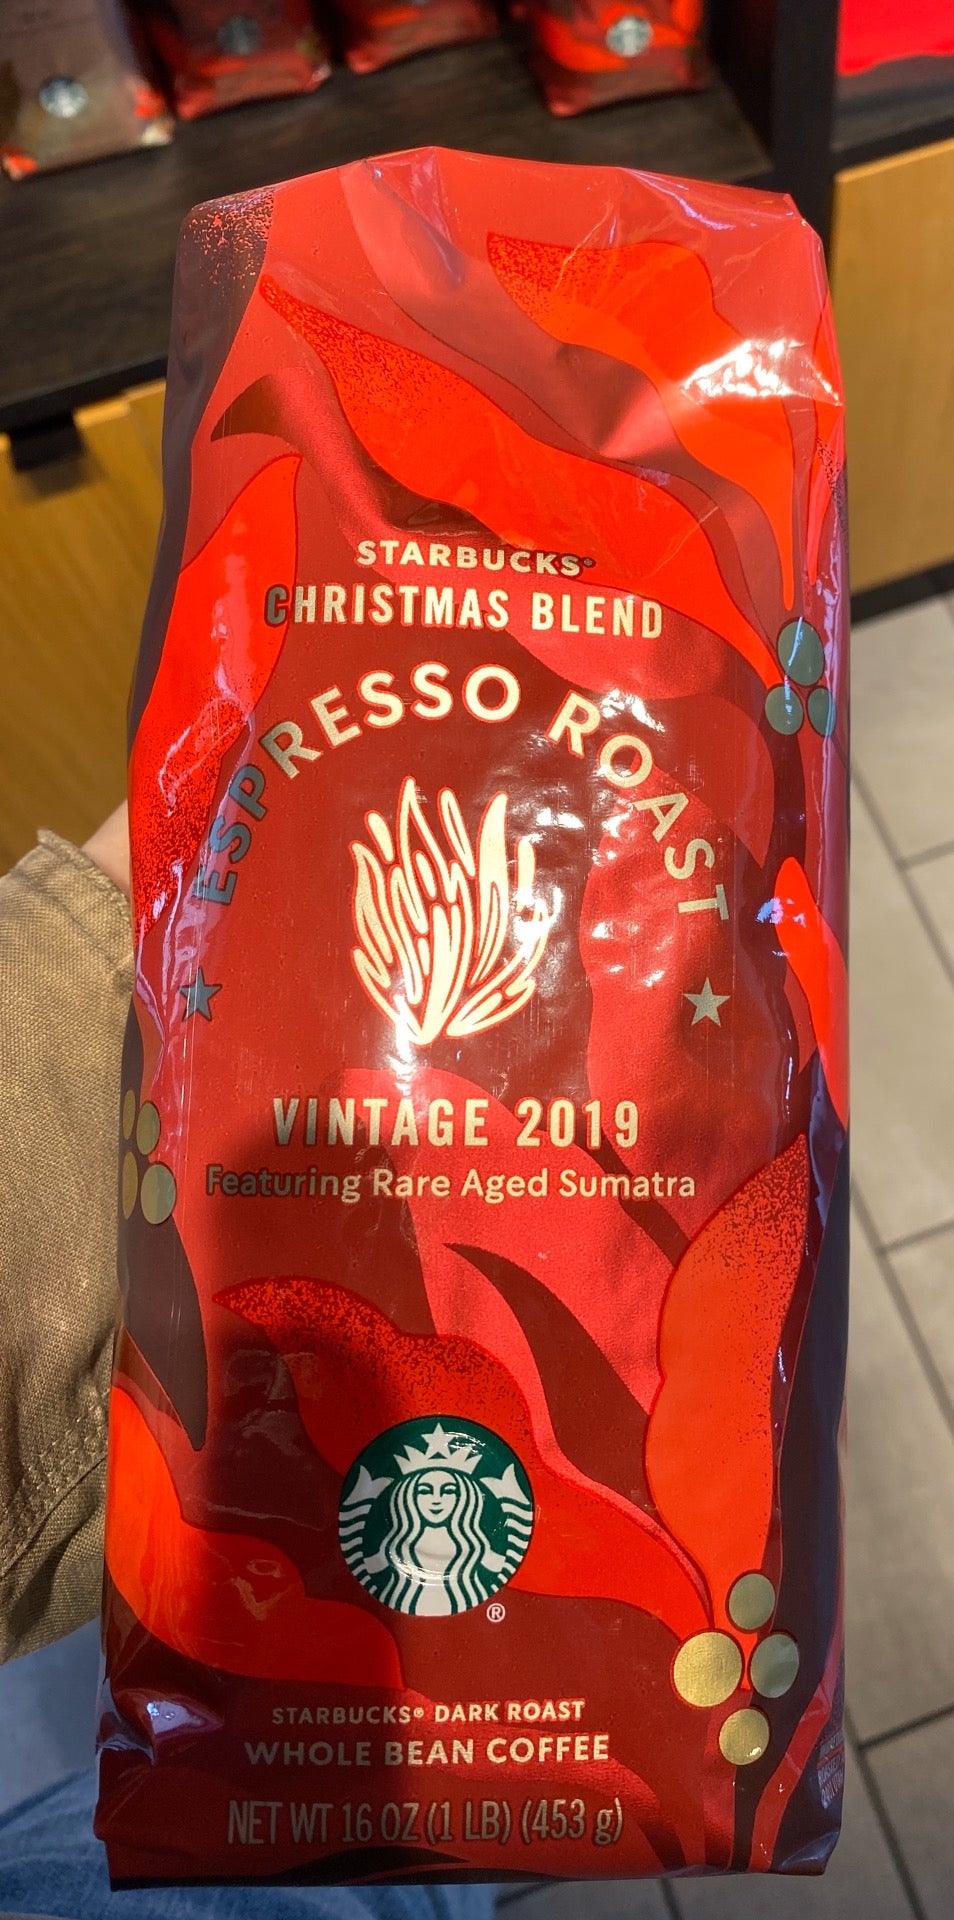 STARBUCKS®
CHRISTMAS BLEND
ESPRESSO ROAST
VINTAGE 2019
Featuring Rare Aged Sumatra
®
STARBUCKS® DARK ROAST
WHOLE BEAN COFFEE
NET WT 16 OZ (1 LB) (453 g)